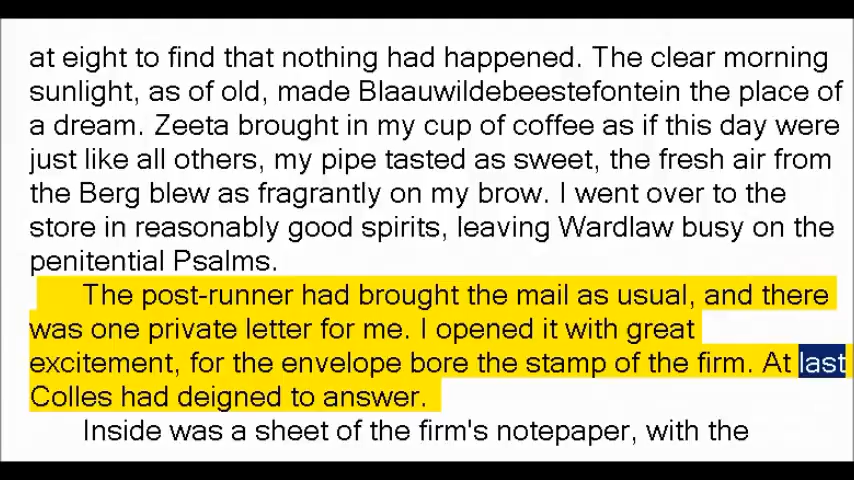 at eight to find that nothing had happened. The clear morning
sunlight, as of old, made Blaauwildebeestefontein the place of
a dream. Zeeta brought in my cup of coffee as if this day were
just like all others, my pipe tasted as sweet, the fresh air from
the Berg blew as fragrantly on my brow. I went over to the
store in reasonably good spirits, leaving Wardlaw busy on the
penitential Psalms.
The post-runner had brought the mail as usual, and there
was one private letter for me. I opened it with great
excitement, for the envelope bore the stamp of the firm. At last
Colles had deigned to answer.
Inside was a sheet of the firm's notepaper, with the